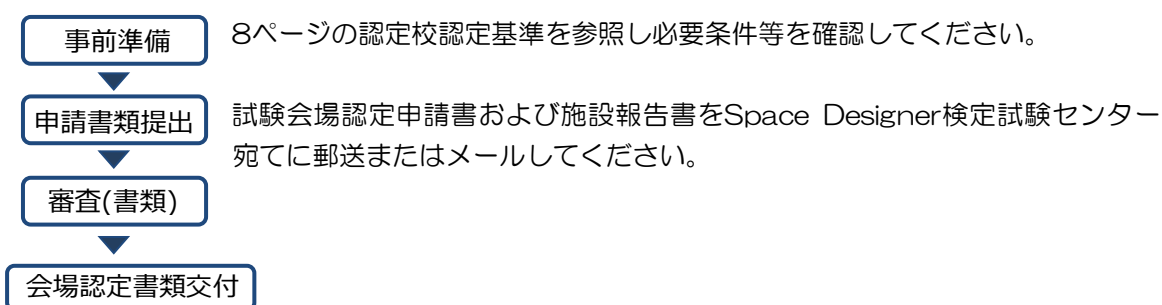 事前準備
8ページの認定校認定基準を参照し必要条件等を確認してください。
申請書類提出
試験会場認定申請書および施設報告書をSpace Designer検定試験センター
宛てに郵送またはメールしてください。
審査(書類)
会場認定書類交付